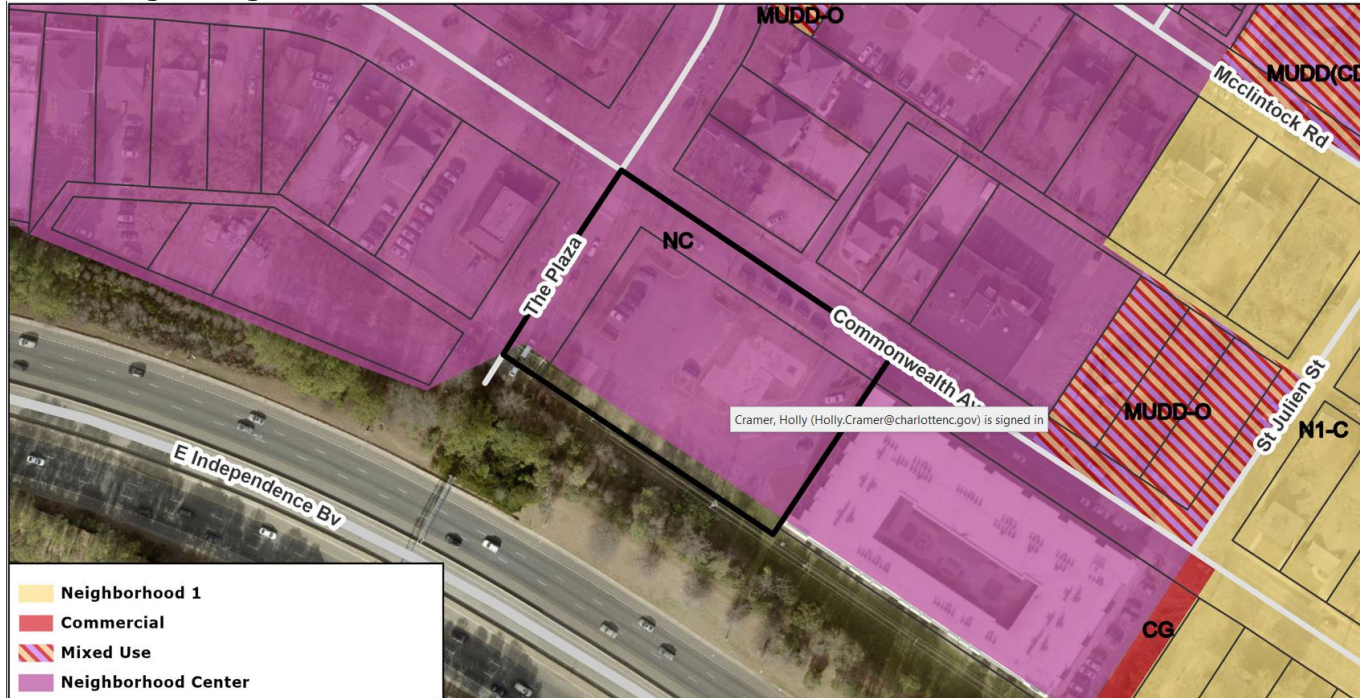 MUDD-O
MUDD(CD
Mcclintock Rd
The Plaza
NC
Commonwealth Av
Cramer, Holly (Holly.Cramer@charlottenc.gov) is signed in
MUDD-O
St Julien St
N1-C
E Independence Bv
CG
Neighborhood 1
Commercial
Mixed Use
Neighborhood Center